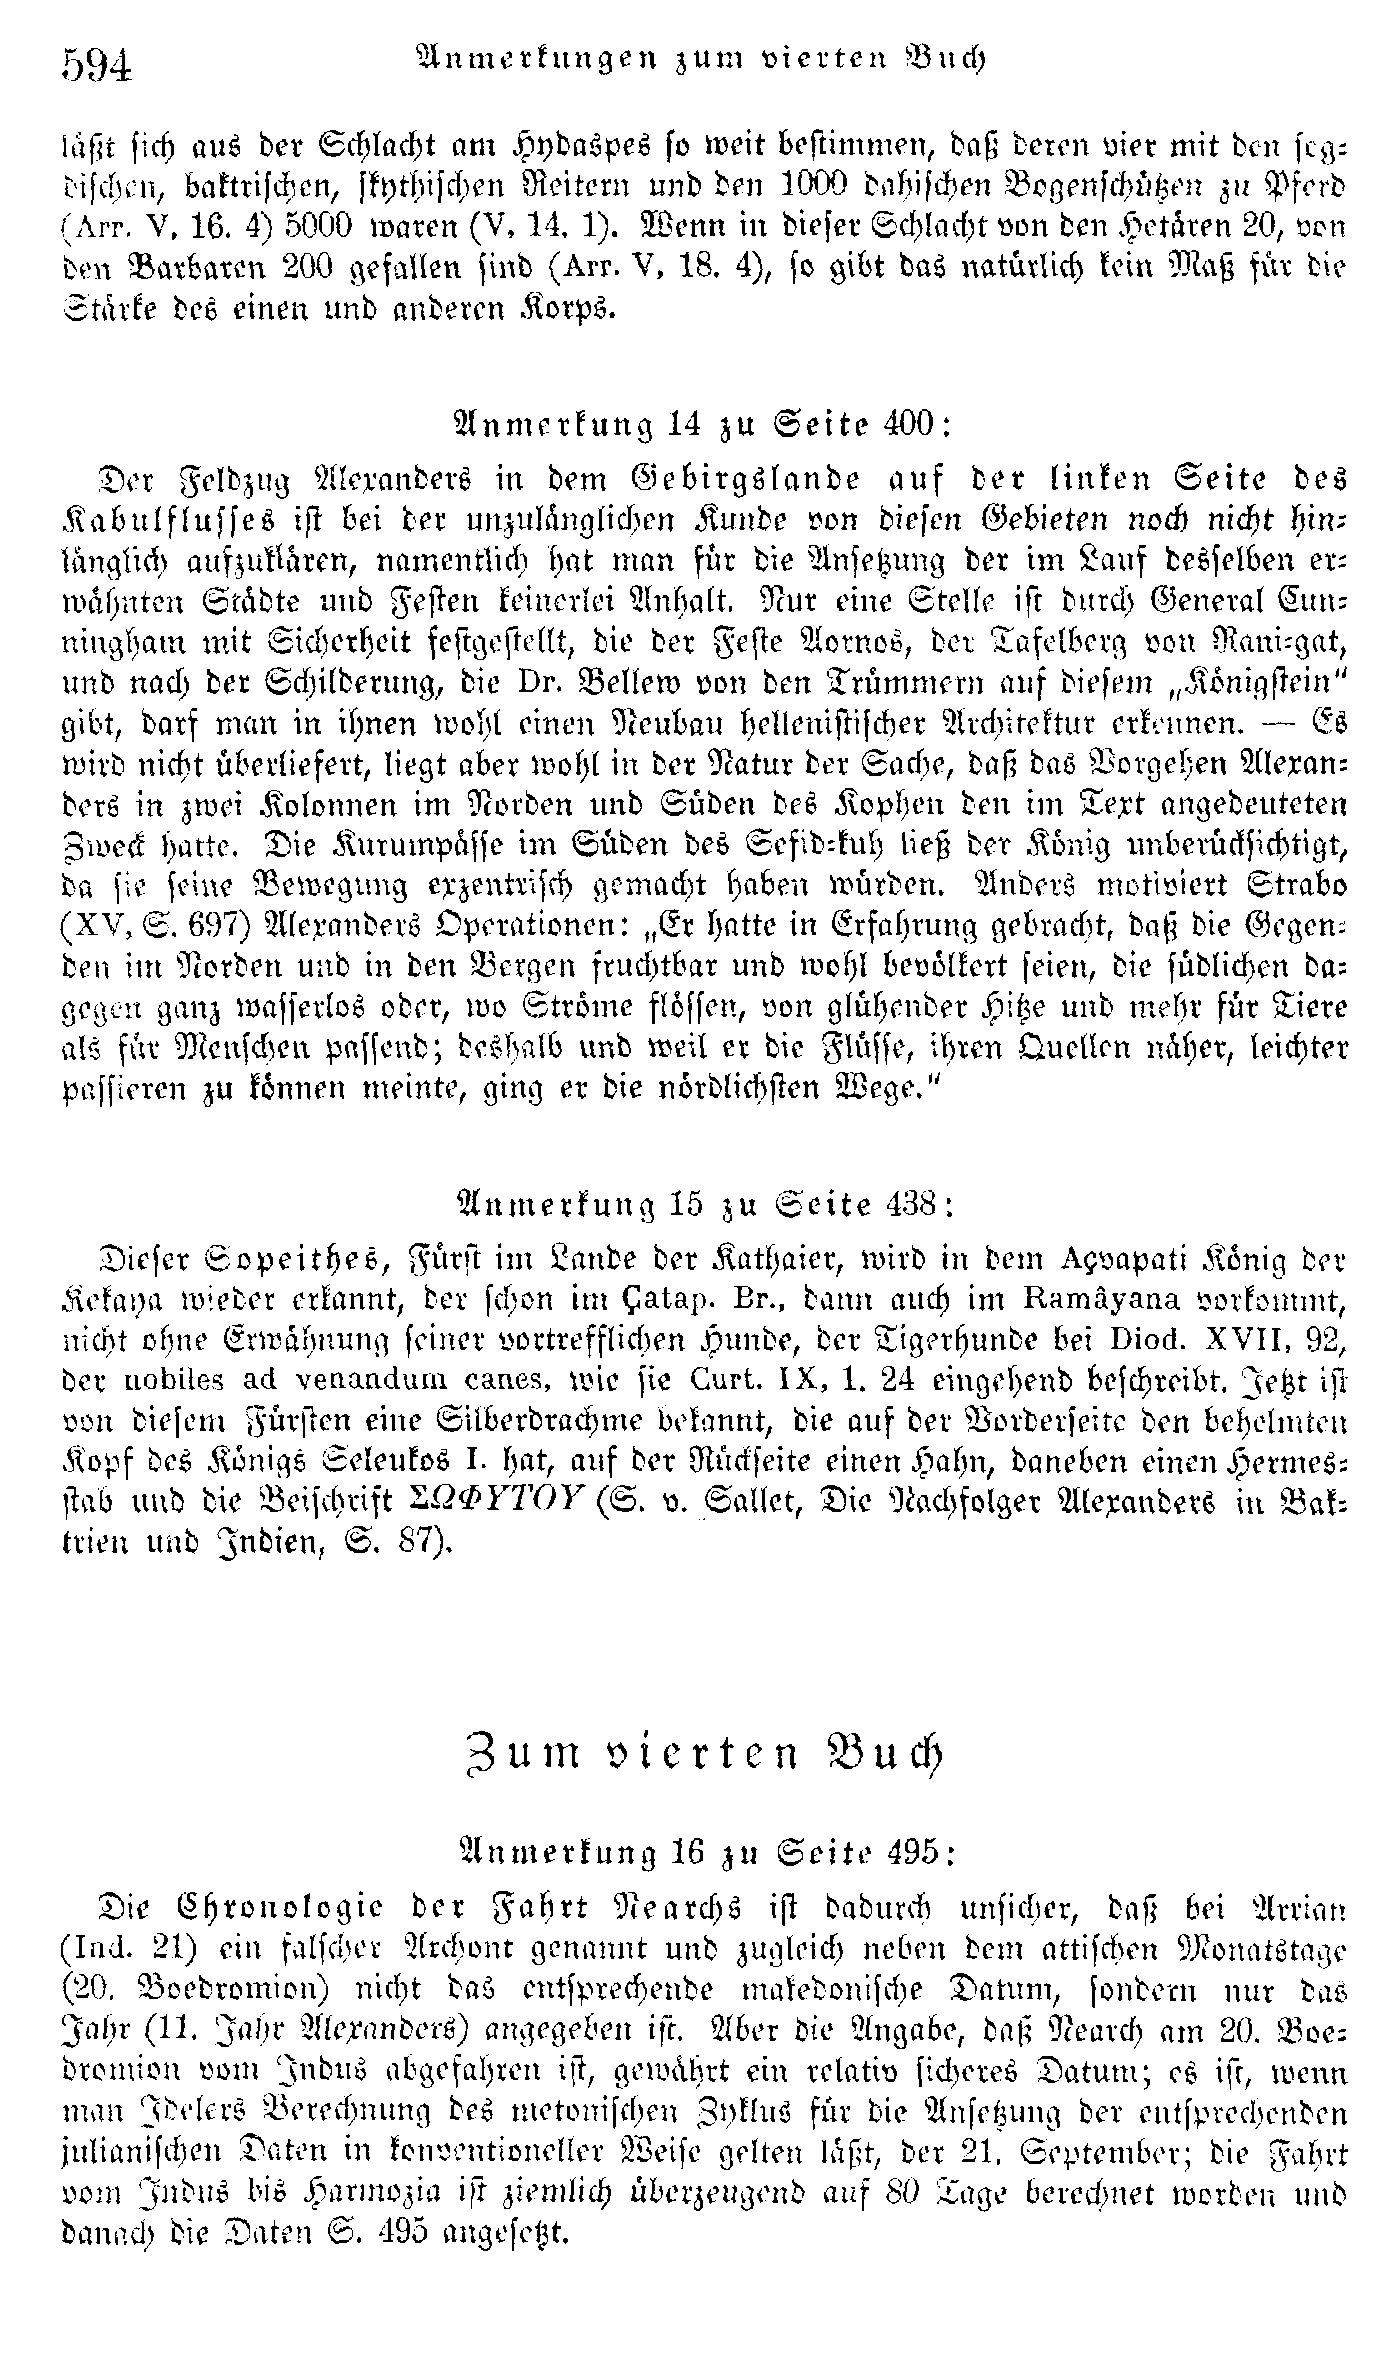 594 Anmerkungen zum vierten Buch
läßt sich aus der Schlacht am Hydaspes so weit bestimmen, daß deren vier mit den sog-
dischen, baktrischen, skythischen Reitern und den 1000 dahischen Bogenschützen zu Pferd
(Arr. V, 16. 4) 5000 waren (V, 14. 1). Wenn in dieser Schlacht von den Hetären 20, von
den Barbaren 200 gefallen sind (Arr. V, 18. 4), so gibt das natürlich kein Maß für die
Stärke des einen und anderen Korps.
Anmerkung 14 zu Seite 400:
Der Feldzug Alexanders in dem Gebirgslande auf der linken Seite des
Kabulflusses ist bei der unzulänglichen Kunde von diesen Gebieten noch nicht hin-
länglich aufzuklären, namentlich hat man für die Ansetzung der im Lauf desselben er-
wähnten Städte und Festen keinerlei Anhalt. Nur eine Stelle ist durch General Cun-
ningham mit Sicherheit festgestellt, die der Feste Aornos, der Tafelberg von Rani-gat,
und nach der Schilderung, die Dr. Bellew von den Trümmern auf diesem „Königstein“
gibt, darf man in ihnen wohl einen Neubau hellenistischer Architektur erkennen. — Es
wird nicht überliefert, liegt aber wohl in der Natur der Sache, daß das Vorgehen Alexan-
ders in zwei Kolonnen im Norden und Süden des Kophen den im Text angedeuteten
Zweck hatte. Die Kurumpässe im Süden des Sefid-kuh ließ der König unberücksichtigt,
da sie seine Bewegung exzentrisch gemacht haben würden. Anders motiviert Strabo
(XV, S. 697) Alexanders Operationen: „Er hatte in Erfahrung gebracht, daß die Gegen-
den im Norden und in den Bergen fruchtbar und wohl bevölkert seien, die südlichen da-
gegen ganz wasserlos oder, wo Ströme flössen, von glühender Hitze und mehr für Tiere
als für Menschen passend; deshalb und weil er die Flüsse, ihren Quellen näher, leichter
passieren zu können meinte, ging er die nördlichsten Wege.“
Anmerkung 15 zu Seite 438:
Dieser Sopeithes, Fürst im Lande der Kathaier, wird in dem Açvapati König der
Kekaya wieder erkannt, der schon im Çatap. Br., dann auch im Ramâyana vorkommt,
nicht ohne Erwähnung seiner vortrefflichen Hunde, der Tigerhunde bei Diod. XVII, 92,
der nobiles ad venandum canes, wie sie Curt. IX, 1. 24 eingehend beschreibt. Jetzt ist
von diesem Fürsten eine Silberdrachme bekannt, die auf der Vorderseite den behelmten
Kopf des Königs Seleukos I. hat, auf der Rückseite einen Hahn, daneben einen Hermes-
stab und die Beischrift ΣΩΦΥΤΟΥ (S. v. Sallet, Die Nachfolger Alexanders in Bak-
trien und Indien, S. 87).
Zum vierten Buch
Anmerkung 16 zu Seite 495:
Die Chronologie der Fahrt Nearchs ist dadurch unsicher, daß bei Arrian
(Ind. 21) ein falscher Archont genannt und zugleich neben dem attischen Monatstage
(20. Boedromion) nicht das entsprechende makedonische Datum, sondern nur das
Jahr (11. Jahr Alexanders) angegeben ist. Aber die Angabe, daß Nearch am 20. Boe-
dromion vom Indus abgefahren ist, gewährt ein relativ sicheres Datum; es ist, wenn
man Idelers Berechnung des metonischen Zyklus für die Ansetzung der entsprechenden
julianischen Daten in konventioneller Weise gelten läßt, der 21. September; die Fahrt
vom Indus bis Harmozia ist ziemlich überzeugend auf 80 Tage berechnet worden und
danach die Daten S. 495 angesetzt.